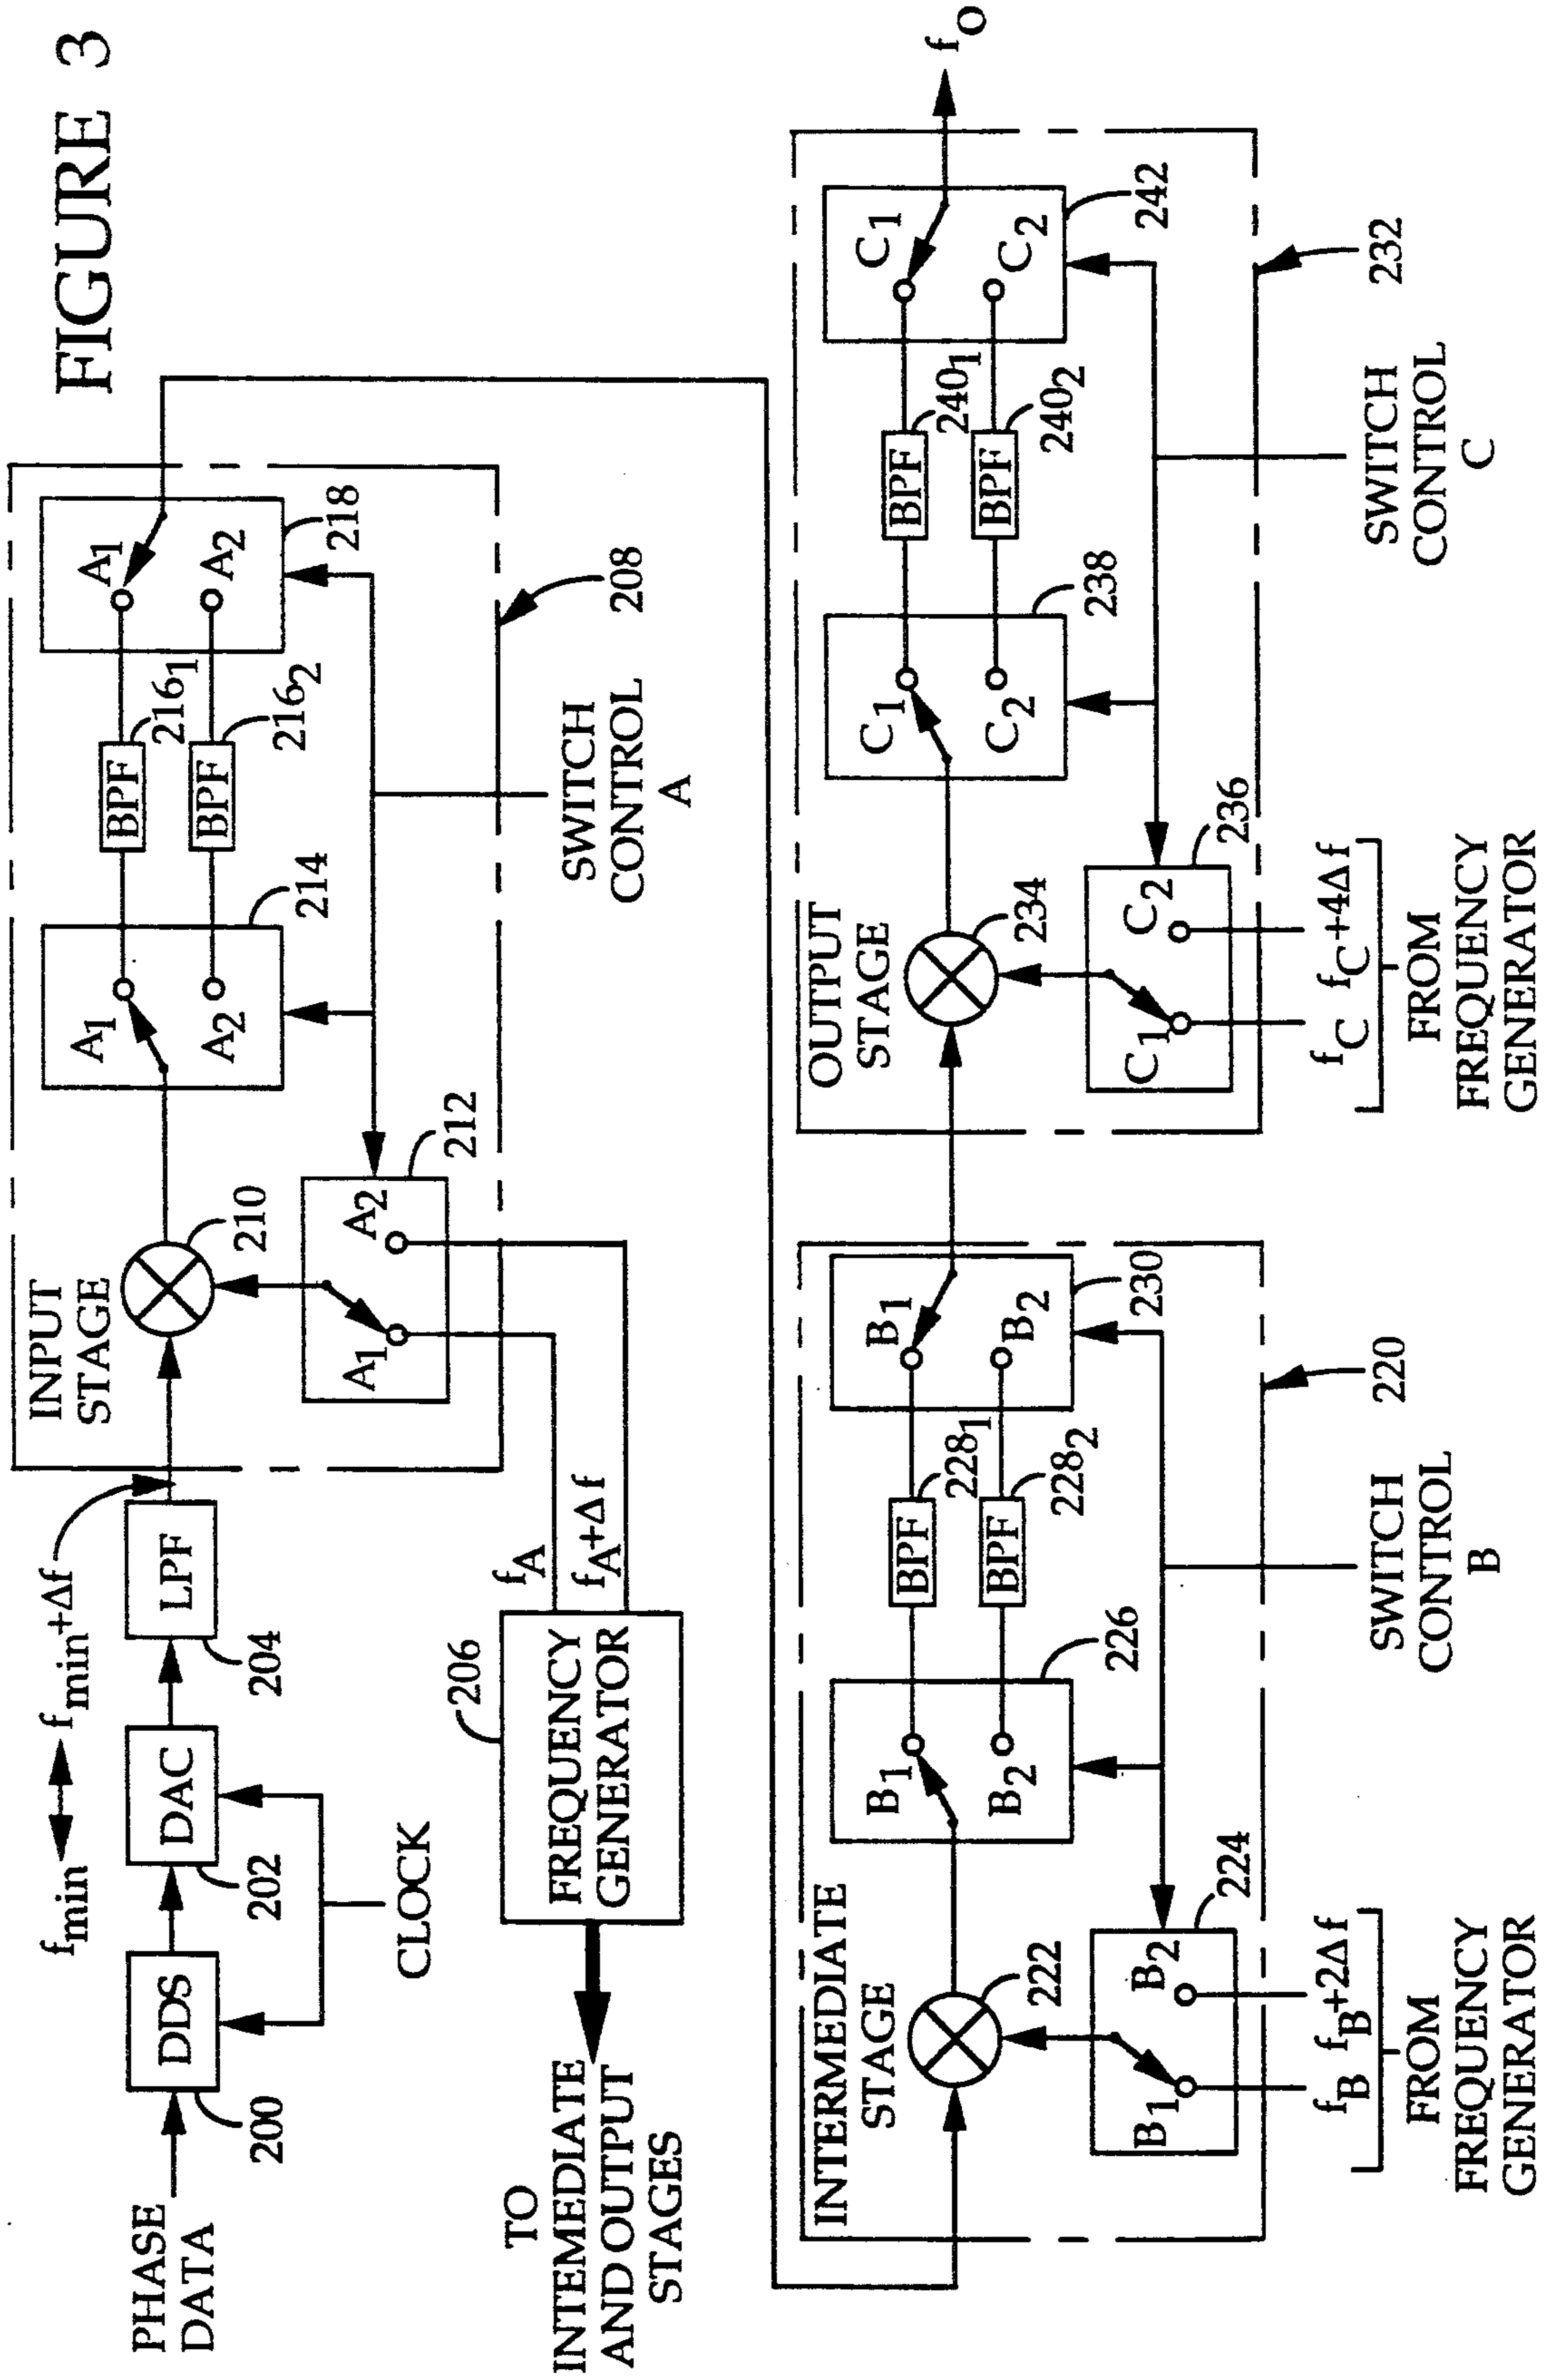 FIGURE 3
PHASE
DATA
DDS
200
DAC
202
CLOCK
LPF
204
fmin ↔ fmin+Δf
INPUT
STAGE
210
A1
A2
212
A1
A2
214
BPF
216₁
BPF
216₂
A1
A2
218
208
SWITCH
CONTROL
A
206
FREQUENCY
GENERATOR
fA
fA+Δf
TO
INTEMEDIATE
AND OUTPUT
STAGES
INTERMEDIATE
STAGE
222
B1
B2
224
fB fB+2Δf
FROM
FREQUENCY
GENERATOR
B1
B2
226
BPF
228₁
BPF
228₂
B1
B2
230
220
SWITCH
CONTROL
B
OUTPUT
STAGE
234
C1
C2
236
fC fC+4Δf
FROM
FREQUENCY
GENERATOR
C1
C2
238
BPF
240₁
BPF
240₂
C1
C2
242
232
SWITCH
CONTROL
C
fO